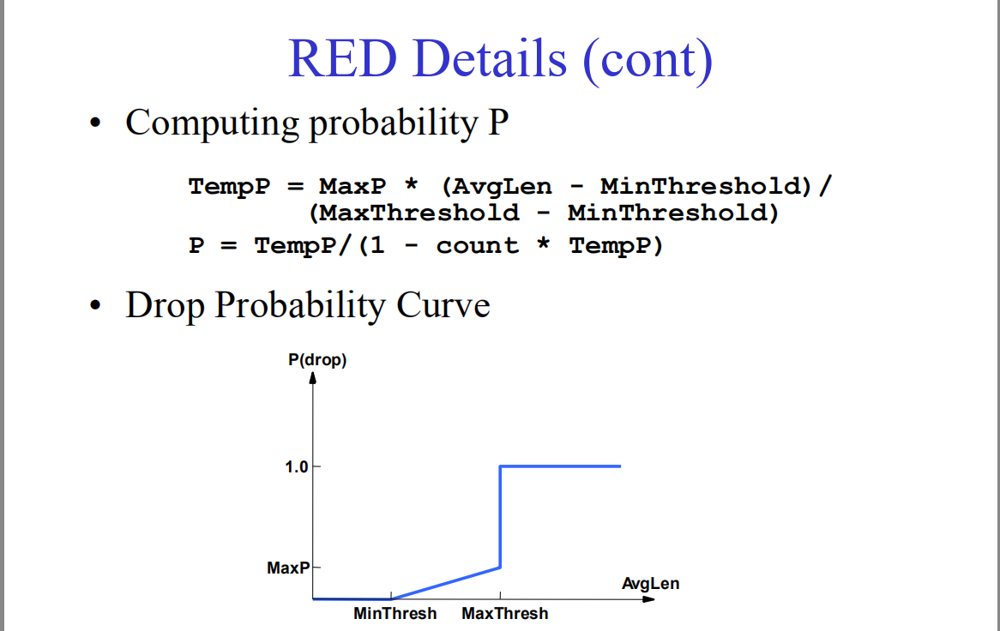 RED Details (cont)
• Computing probability P
TempP = MaxP * (AvgLen - MinThreshold)/
(MaxThreshold - MinThreshold)
P = TempP/(1 - count * TempP)
• Drop Probability Curve
P(drop)
1.0
MaxP
AvgLen
MinThresh MaxThresh